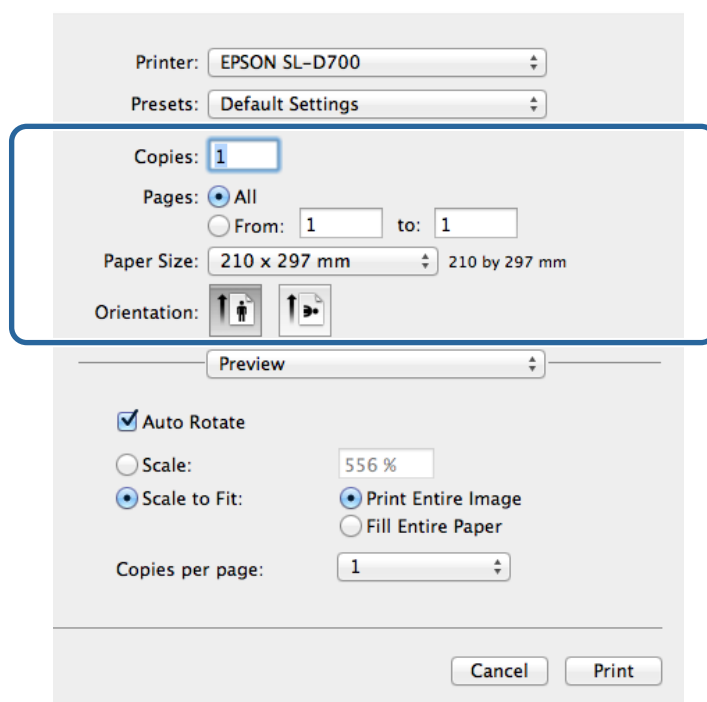 Printer: EPSON SL-D700
Presets: Default Settings
Copies: 1
Pages: All
From: 1 to: 1
Paper Size: 210 x 297 mm 210 by 297 mm
Orientation:
Preview
Auto Rotate
Scale: 556 %
Scale to Fit: Print Entire Image
Fill Entire Paper
Copies per page: 1
Cancel Print